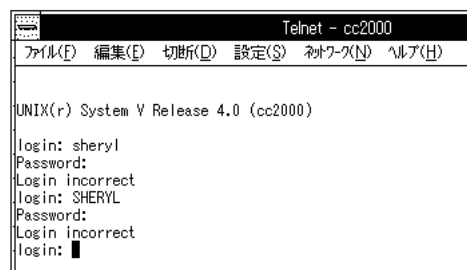 Telnet - cc2000
ファイル(F) 編集(E) 切断(D) 設定(S) ネットワーク(N) ヘルプ(H)
UNIX(r) System V Release 4.0 (cc2000)
login: sheryl
Password:
Login incorrect
login: SHERYL
Password:
Login incorrect
login: